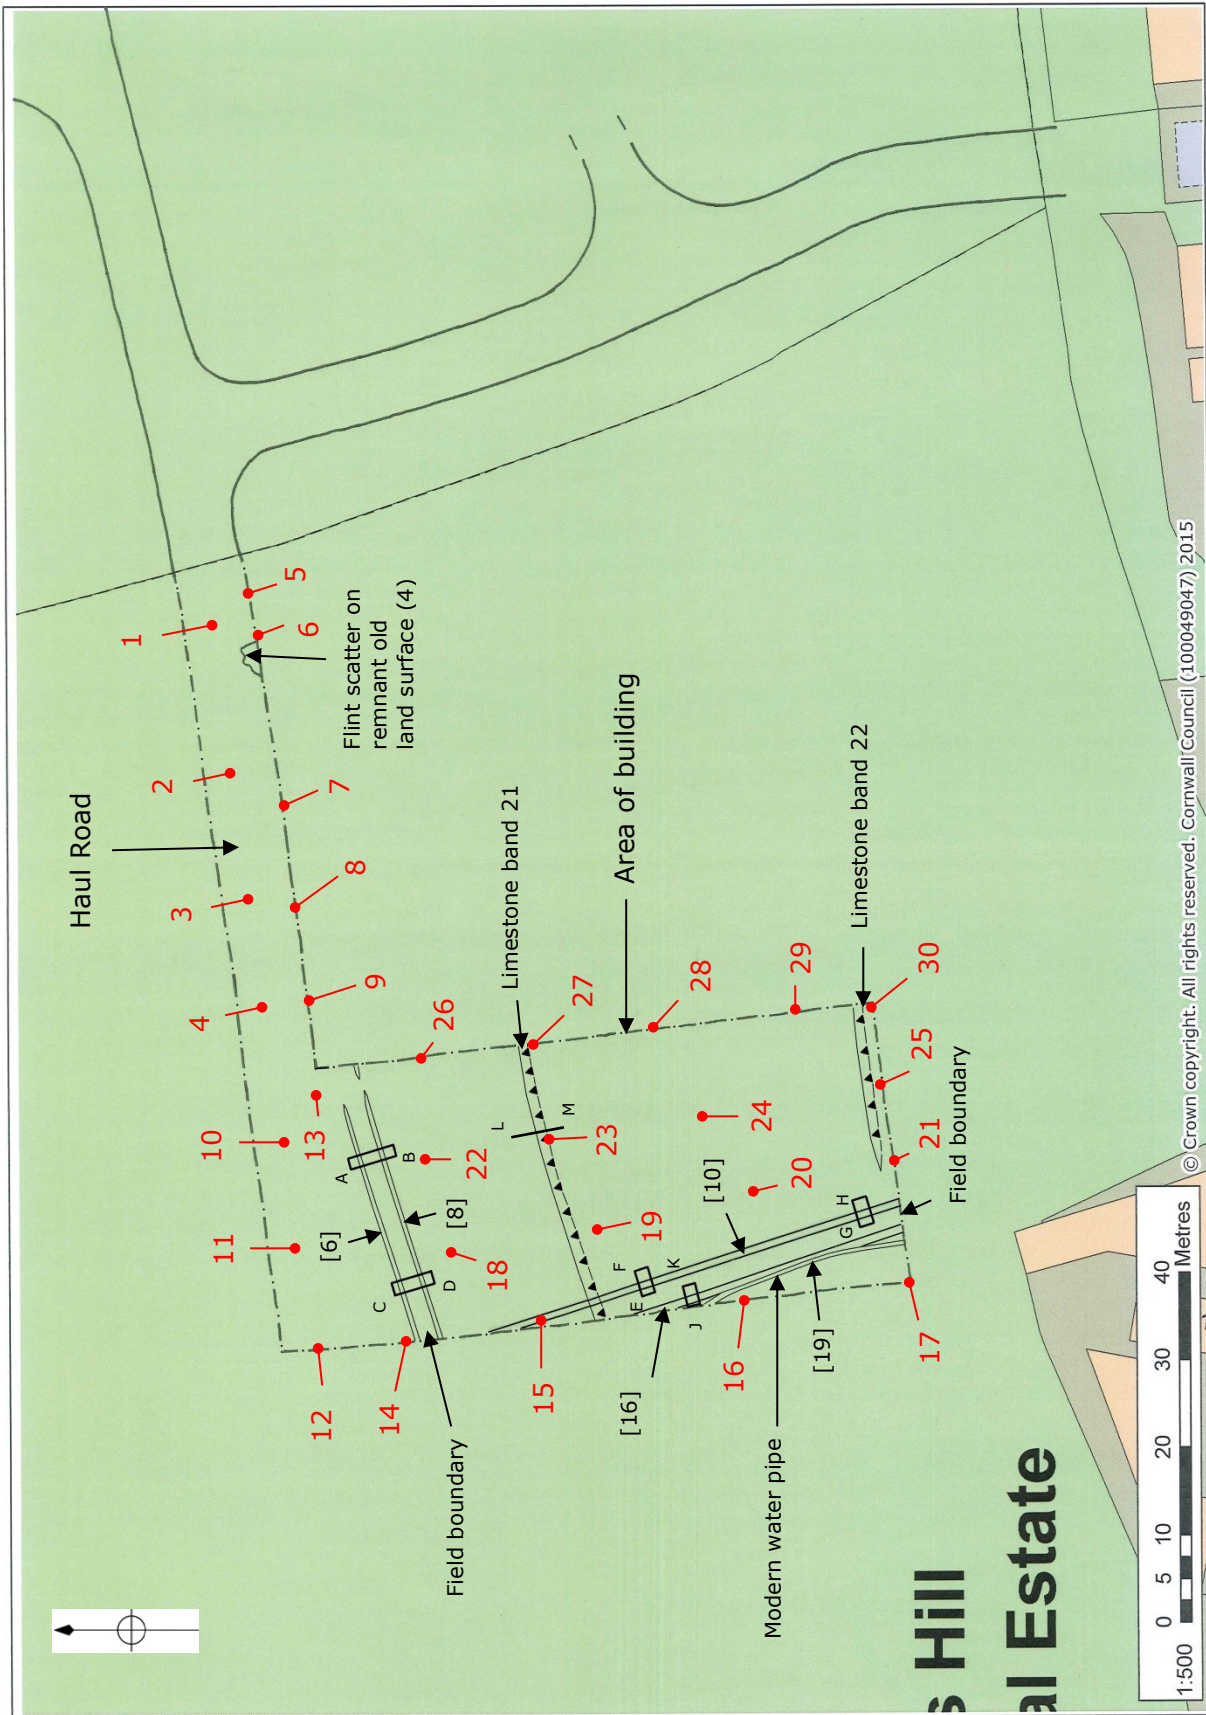 Haul Road
1
2
3
4
5
6
7
8
9
10
11
12
13
14
15
16
17
18
19
20
21
22
23
24
25
26
27
28
29
30
Flint scatter on
remnant old
land surface (4)
Limestone band 21
Area of building
Limestone band 22
Field boundary
Field boundary
Modern water pipe
[6]
[8]
[10]
[16]
[19]
A
B
C
D
E
F
G
H
J
K
L
M
s Hill
al Estate
1:500
0 5 10 20 30 40 Metres
© Crown copyright. All rights reserved. Cornwall Council (100049047) 2015